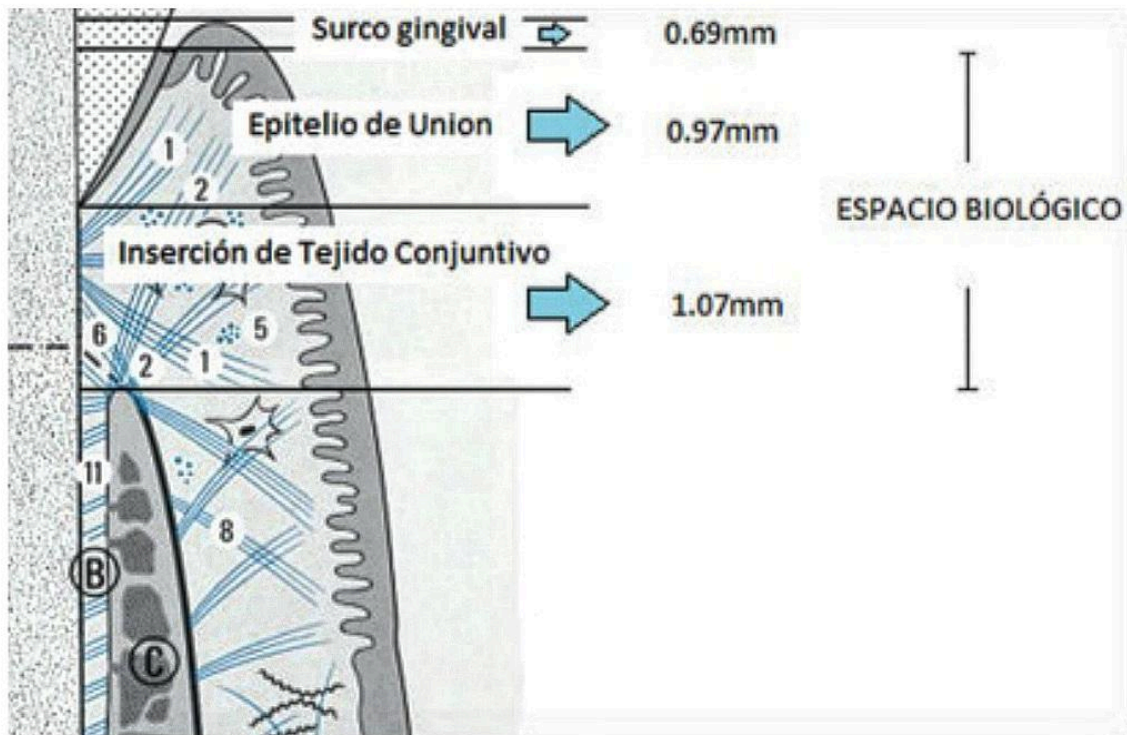 Surco gingival 0.69mm
Epitelio de Union 0.97mm
1
2
ESPACIO BIOLÓGICO
Inserción de Tejido Conjuntivo
1.07mm
6
5
2
1
11
8
B
C